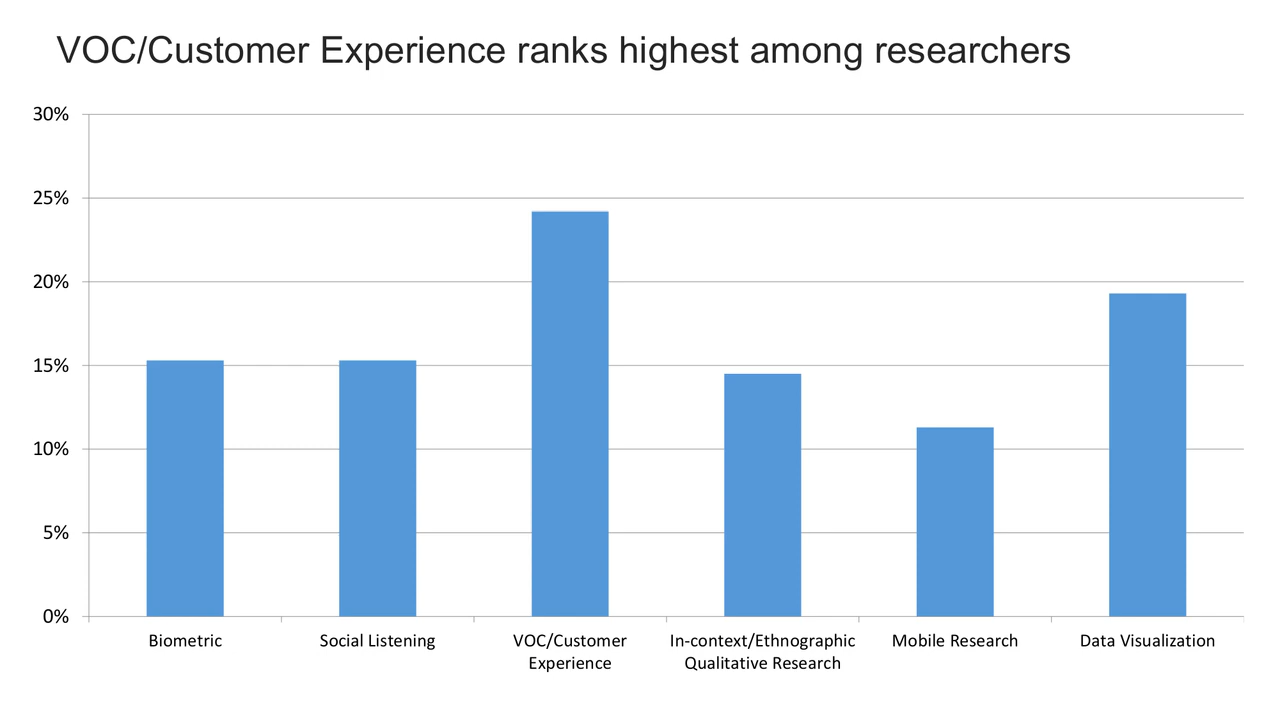 VOC/Customer Experience ranks highest among researchers
30%
25%
20%
15%
10%
5%
0%
Biometric
Social Listening
VOC/Customer
Experience
In-context/Ethnographic
Qualitative Research
Mobile Research
Data Visualization